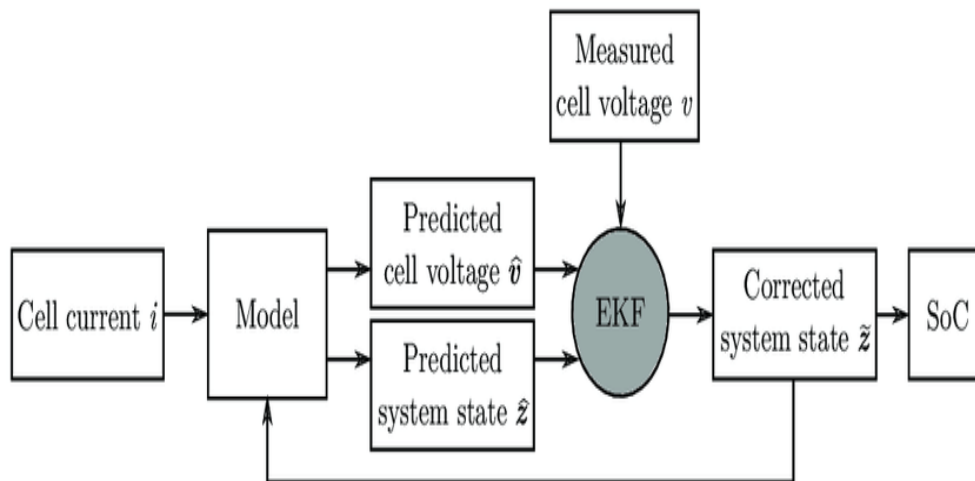 Measured
cell voltage v
Predicted
cell voltage v̂
Cell current i
Model
EKF
Corrected
system state z̃
SoC
Predicted
system state ẑ